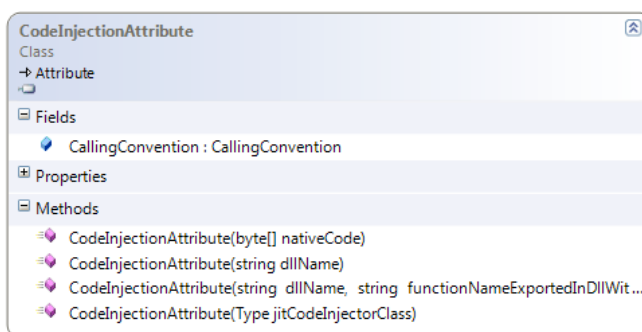 CodeInjectionAttribute
Class
Attribute
Fields
CallingConvention : CallingConvention
Properties
Methods
CodeInjectionAttribute(byte[] nativeCode)
CodeInjectionAttribute(string dllName)
CodeInjectionAttribute(string dllName, string functionNameExportedInDllWit...
CodeInjectionAttribute(Type jitCodeInjectorClass)